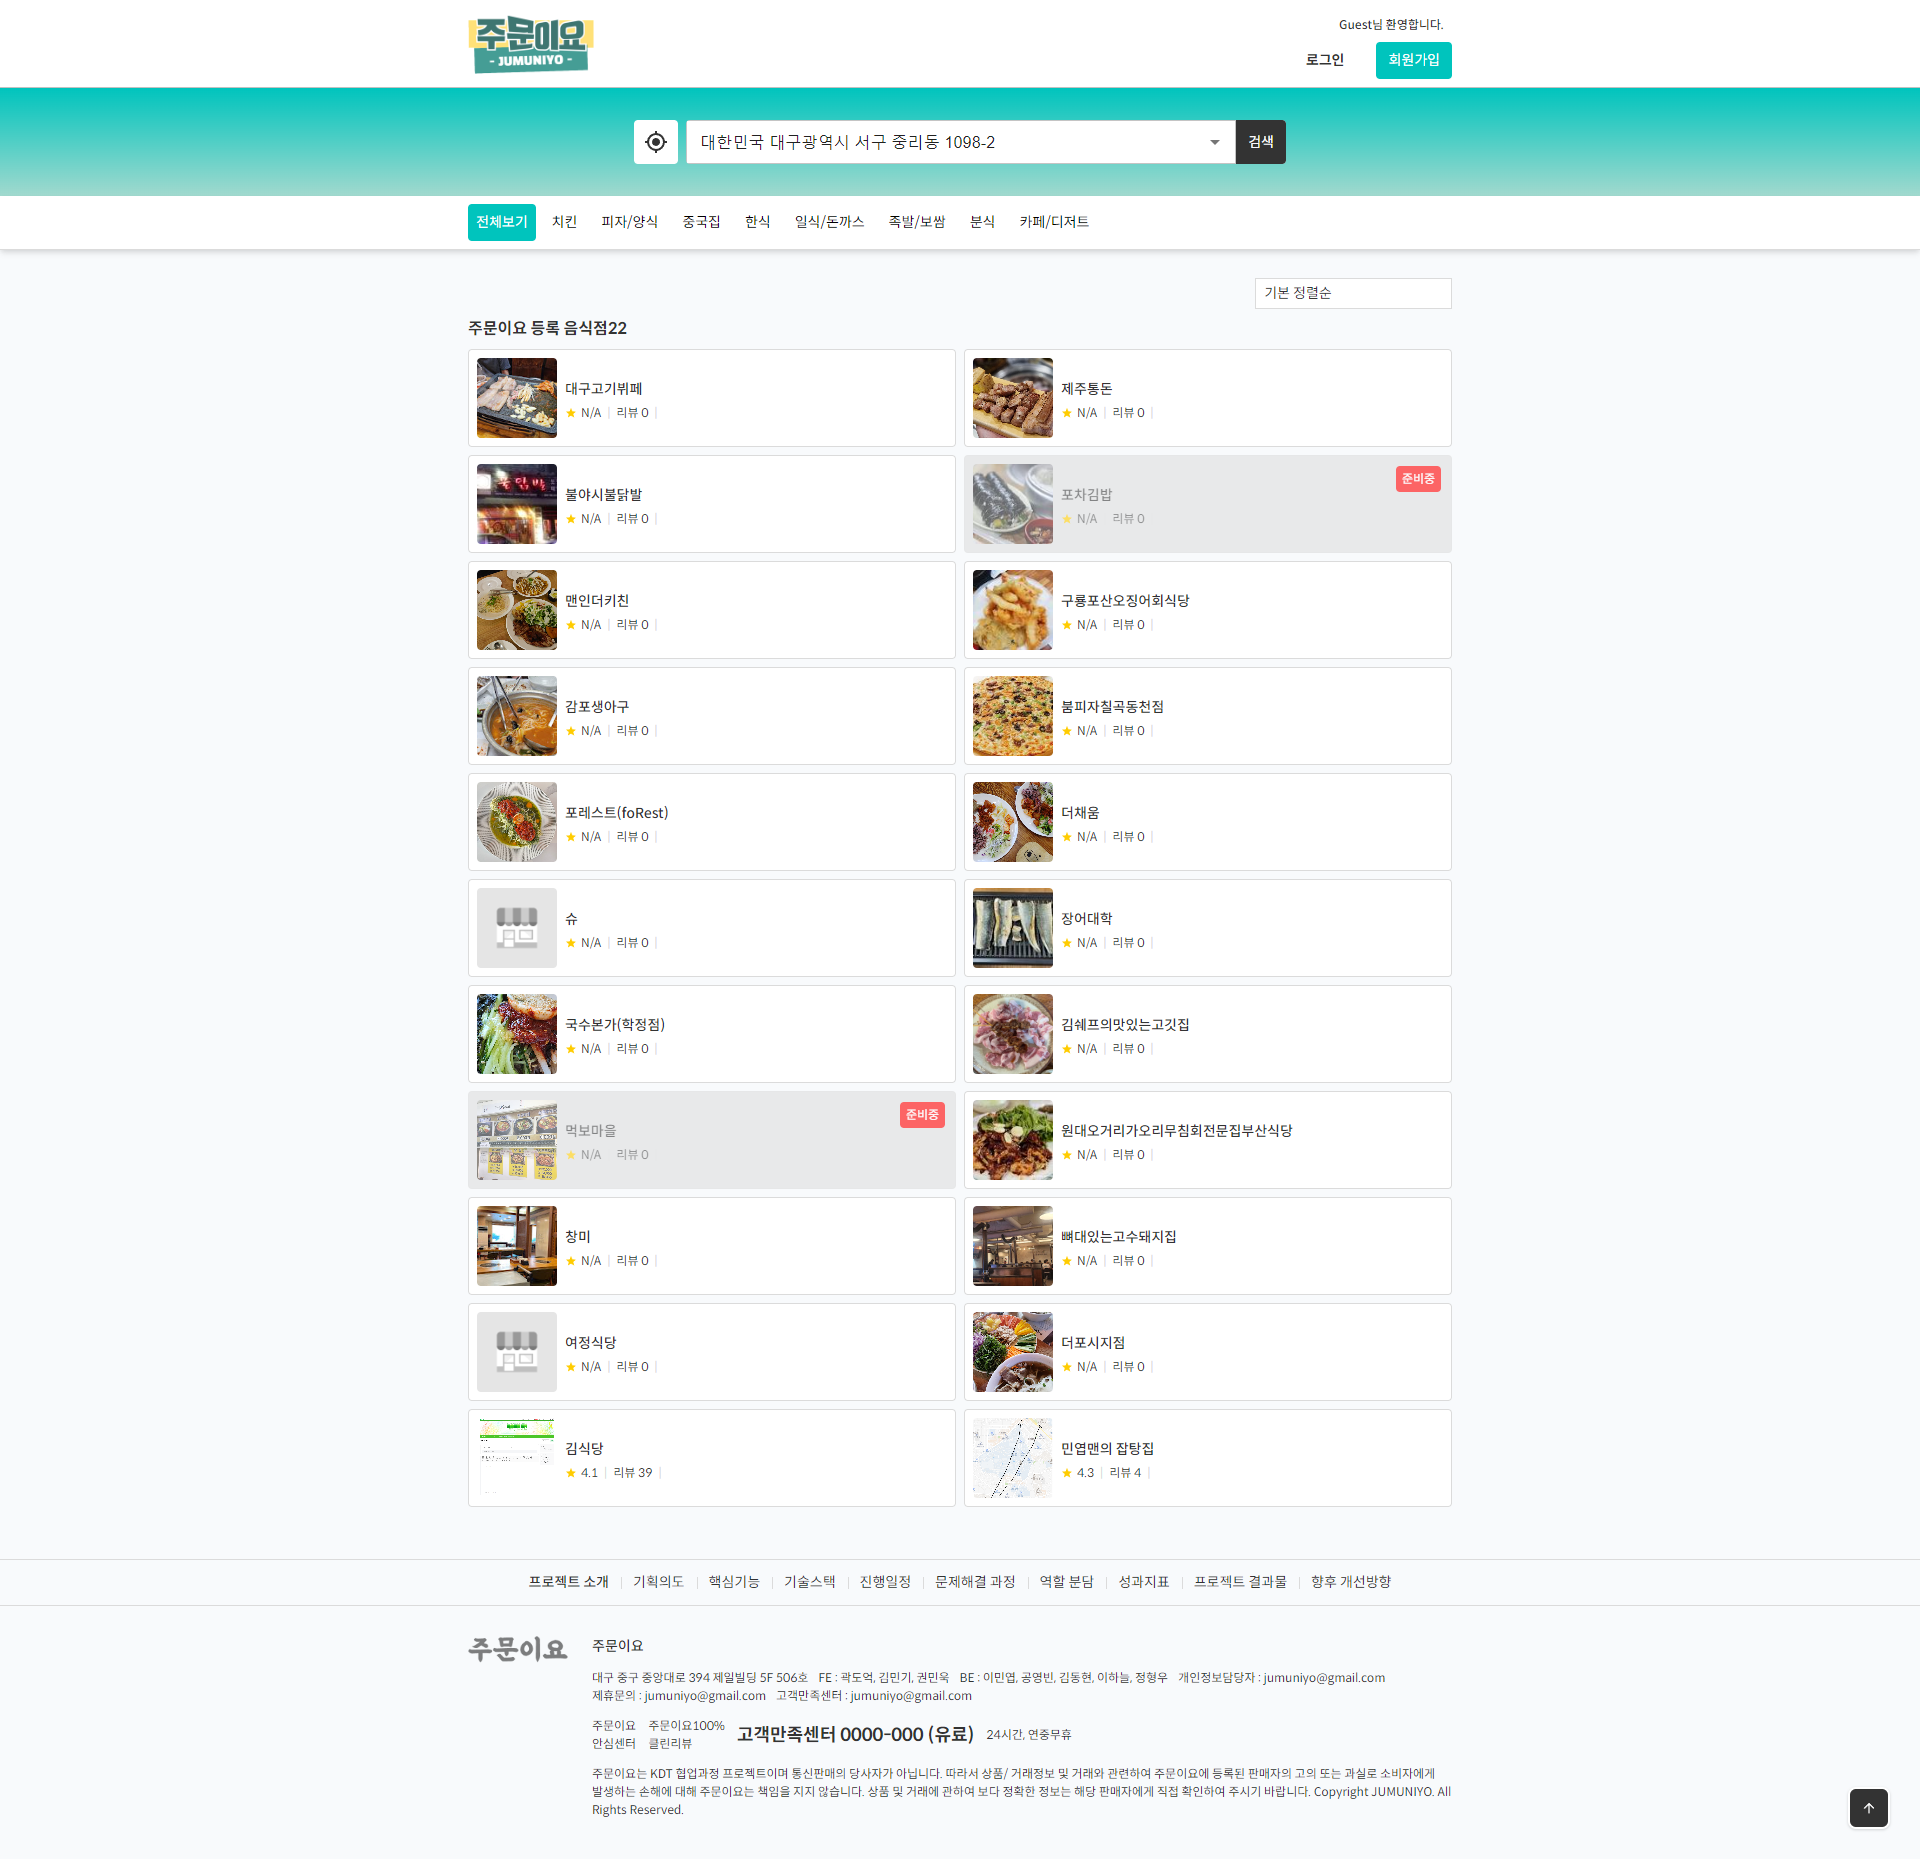 주문이요
- JUMUNIYO -
Guest님 환영합니다.
로그인
회원가입
대한민국 대구광역시 서구 중리동 1098-2
검색
전체보기 치킨 피자/양식 중국집 한식 일식/돈까스 족발/보쌈 분식 카페/디저트
기본 정렬순
주문이요 등록 음식점22
대구고기뷔페
★ N/A | 리뷰 0 |
제주통돈
★ N/A | 리뷰 0 |
불야시불닭발
★ N/A | 리뷰 0 |
포차김밥
★ N/A 리뷰 0
준비중
맨인더키친
★ N/A | 리뷰 0 |
구룡포산오징어회식당
★ N/A | 리뷰 0 |
감포생아구
★ N/A | 리뷰 0 |
붐피자칠곡동천점
★ N/A | 리뷰 0 |
포레스트(foRest)
★ N/A | 리뷰 0 |
더채움
★ N/A | 리뷰 0 |
슈
★ N/A | 리뷰 0 |
장어대학
★ N/A | 리뷰 0 |
국수본가(학정점)
★ N/A | 리뷰 0 |
김쉐프의맛있는고깃집
★ N/A | 리뷰 0 |
먹보마을
★ N/A 리뷰 0
준비중
원대오거리가오리무침회전문집부산식당
★ N/A | 리뷰 0 |
창미
★ N/A | 리뷰 0 |
뼈대있는고수돼지집
★ N/A | 리뷰 0 |
여정식당
★ N/A | 리뷰 0 |
더포시지점
★ N/A | 리뷰 0 |
김식당
★ 4.1 | 리뷰 39 |
민엽맨의 잡탕집
★ 4.3 | 리뷰 4 |
프로젝트 소개 | 기획의도 | 핵심기능 | 기술스택 | 진행일정 | 문제해결 과정 | 역할 분담 | 성과지표 | 프로젝트 결과물 | 향후 개선방향
주문이요
주문이요
대구 중구 중앙대로 394 제일빌딩 5F 506호 FE : 곽도억, 김민기, 권민욱 BE : 이민엽, 공영빈, 김동현, 이하늘, 정형우 개인정보담당자 : jumuniyo@gmail.com
제휴문의 : jumuniyo@gmail.com 고객만족센터 : jumuniyo@gmail.com
주문이요
안심센터
주문이요100%
클린리뷰
고객만족센터 0000-000 (유료)
24시간, 연중무휴
주문이요는 KDT 협업과정 프로젝트이며 통신판매의 당사자가 아닙니다. 따라서 상품/ 거래정보 및 거래와 관련하여 주문이요에 등록된 판매자의 고의 또는 과실로 소비자에게
발생하는 손해에 대해 주문이요는 책임을 지지 않습니다. 상품 및 거래에 관하여 보다 정확한 정보는 해당 판매자에게 직접 확인하여 주시기 바랍니다. Copyright JUMUNIYO. All
Rights Reserved.